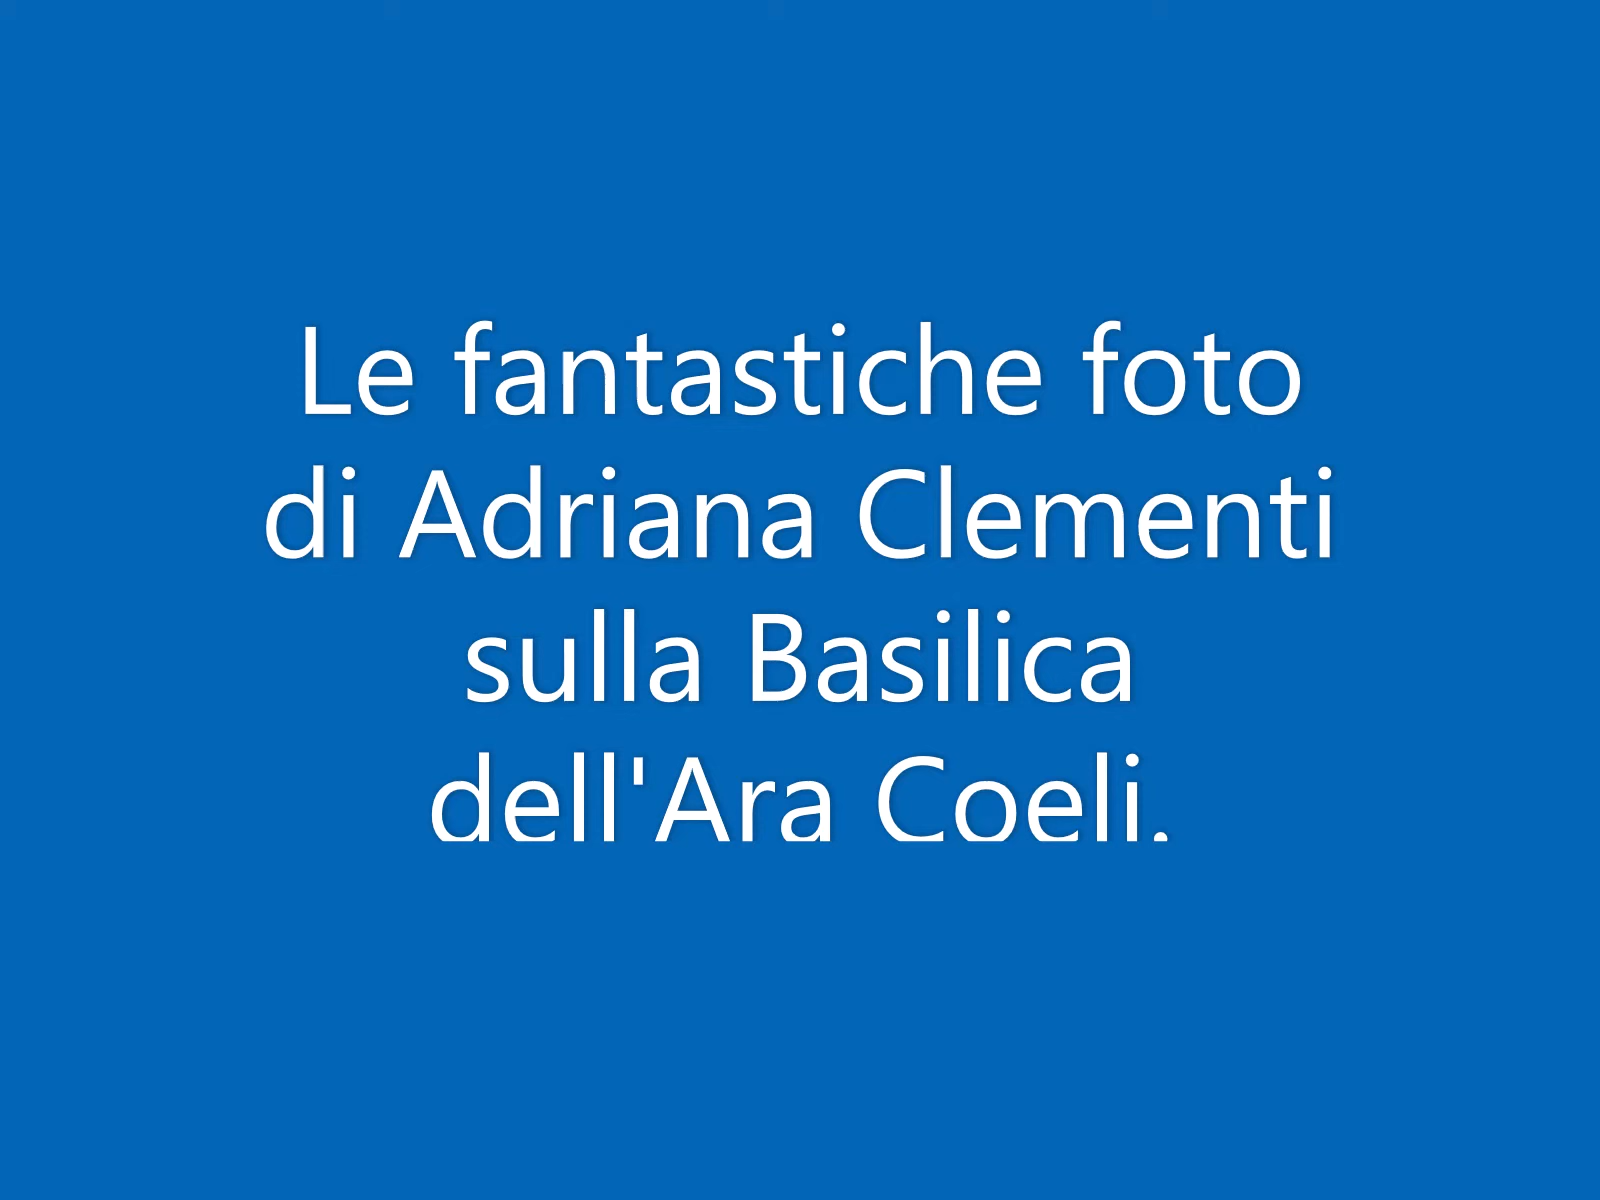 Le fantastiche foto
di Adriana Clementi
sulla Basilica
dell'Ara Coeli.